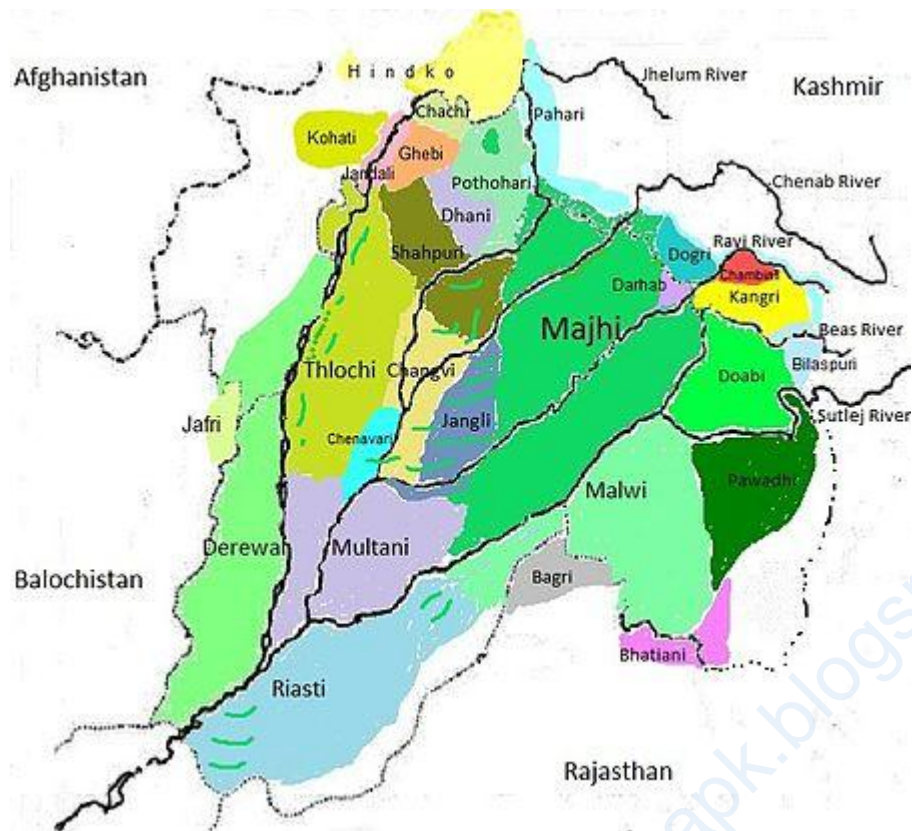 Afghanistan
H i n d k o
Jhelum River
Kashmir
Chachi
Pahari
Kohati
Ghebi
Jandali
Pothohari
Chenab River
Dhani
Shahpuri
Dogri
Ravi River
Darhab
Chambiali
Kangri
Majhi
Beas River
Thlochi
Changvi
Doabi
Bilaspuri
Jafri
Jangli
Sutlej River
Chenavari
Malwi
Pawadhi
Derewali
Multani
Balochistan
Bagri
Bhatiani
Riasti
Rajasthan